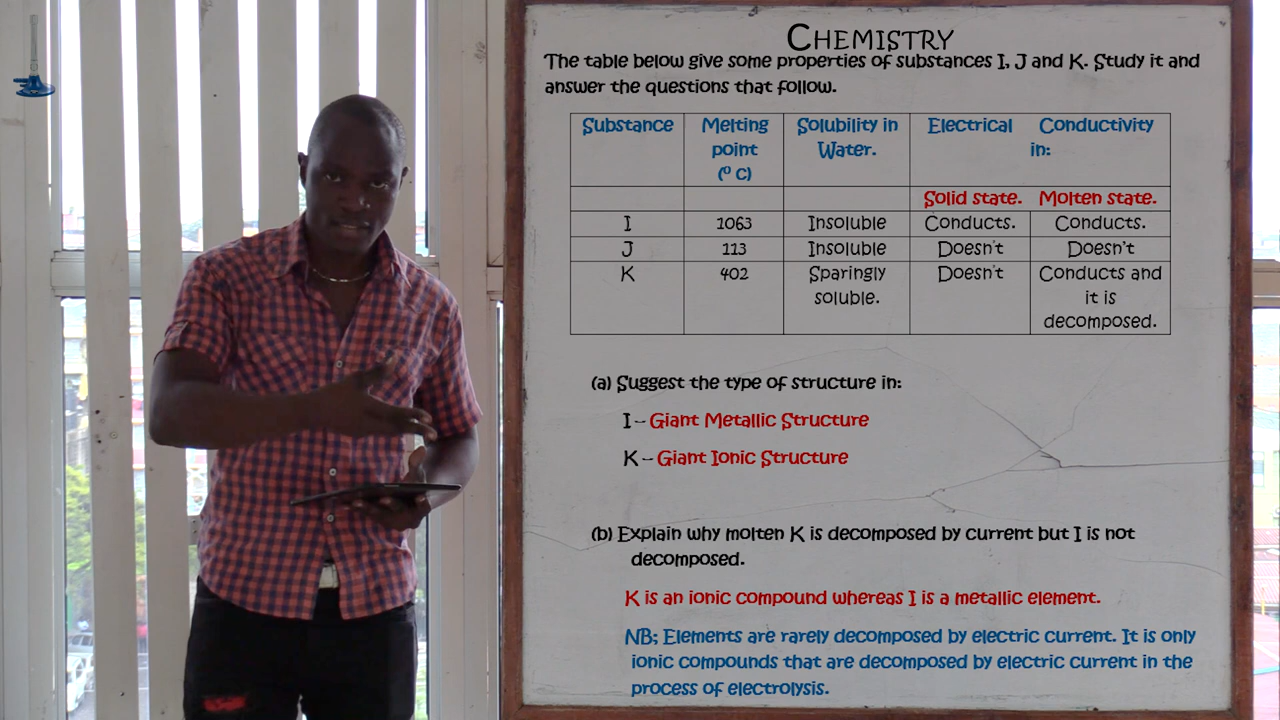 CHEMISTRY
The table below give some properties of substances I, J and K. Study it and
answer the questions that follow.
Substance Melting point (⁰ c) Solubility in Water. Electrical Conductivity in:
Solid state. Molten state.
I 1063 Insoluble Conducts. Conducts.
J 113 Insoluble Doesn't Doesn't
K 402 Sparingly soluble. Doesn't Conducts and it is decomposed.
(a) Suggest the type of structure in:
I – Giant Metallic Structure
K – Giant Ionic Structure
(b) Explain why molten K is decomposed by current but I is not
decomposed.
K is an ionic compound whereas I is a metallic element.
NB; Elements are rarely decomposed by electric current. It is only
ionic compounds that are decomposed by electric current in the
process of electrolysis.